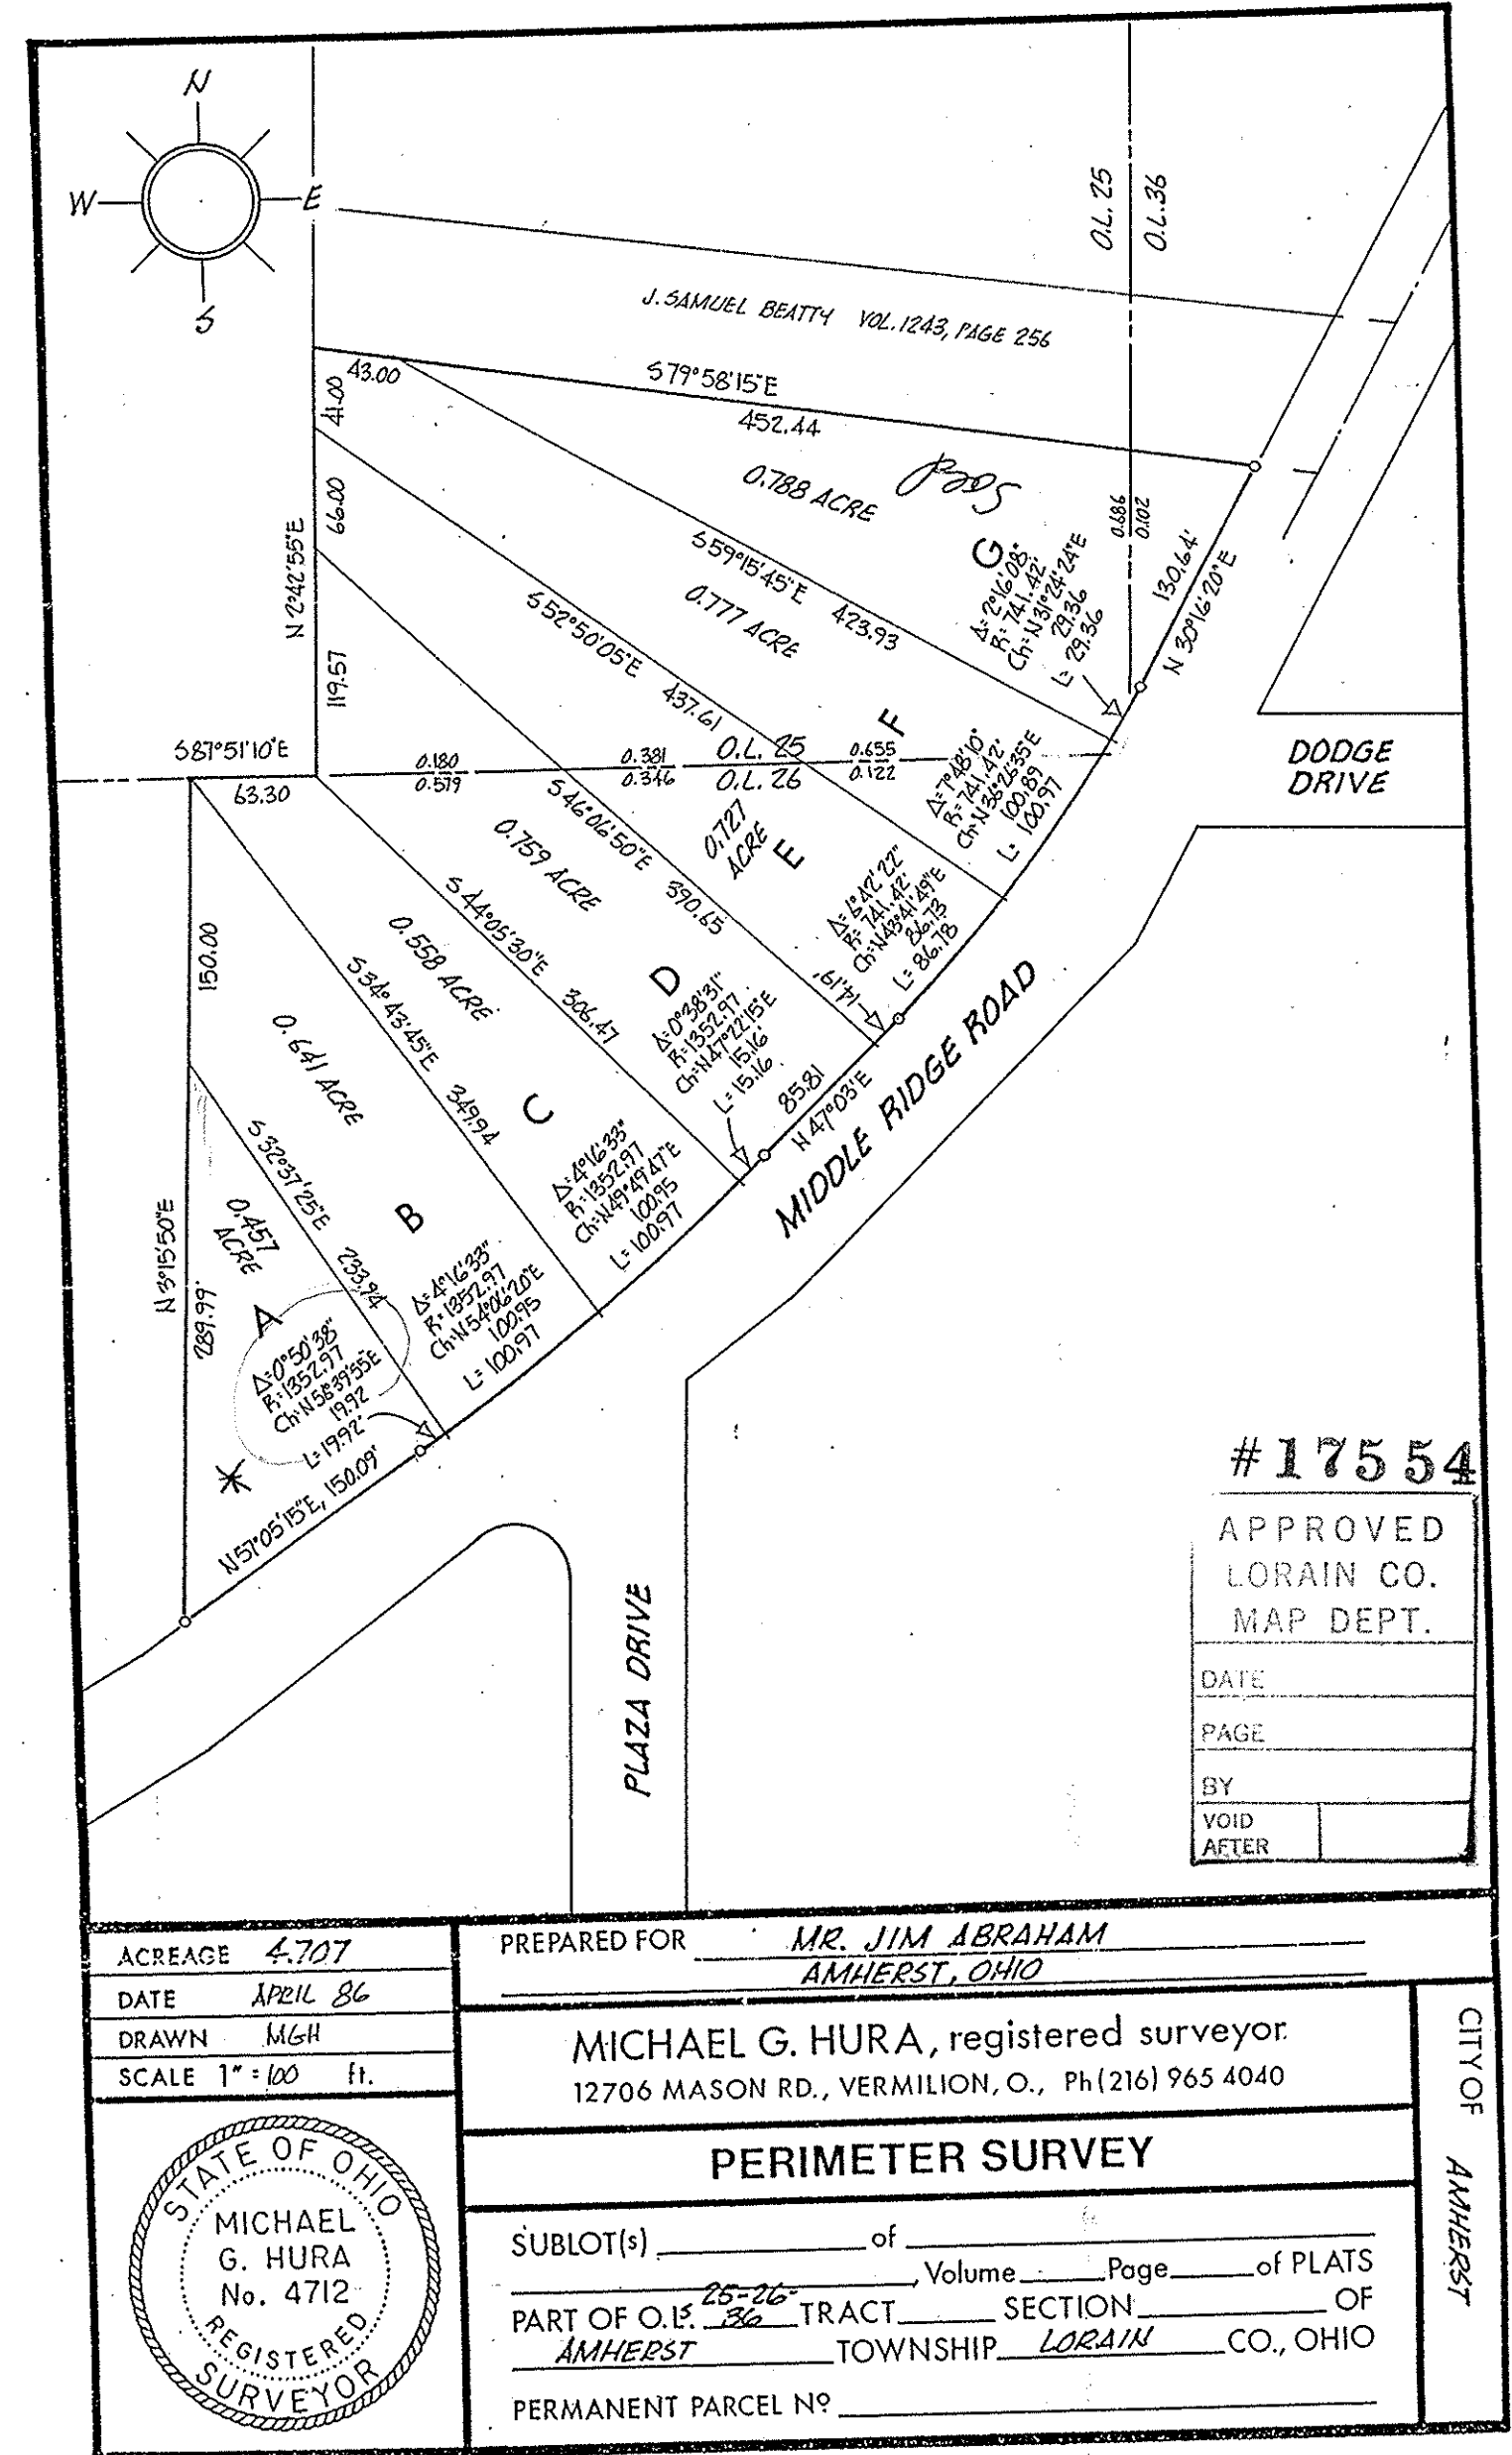 N
W
E
S
O.L. 25
O.L. 36
J. SAMUEL BEATTY VOL. 1243, PAGE 256
43.00
S79°58'15"E
452.44
41.00
66.00
N 2°42'55"E
119.57
0.788 ACRE
Sold
G
Δ=2°16'08"
R=741.42'
Ch=N31°24'24"E
29.36
L=29.36
0.686
0.102
130.64'
N 30°16'20"E
S59°15'45"E 423.93
0.777 ACRE
F
Δ=7°48'10"
R=741.42'
Ch=N36°26'35"E
100.89
L=100.97
S52°50'05"E 437.61
S87°51'10"E
63.30
0.180
0.579
0.381
0.346
O.L. 25
O.L. 26
0.655
0.122
DODGE
DRIVE
S46°06'50"E 390.65
0.727
ACRE
E
Δ=6°42'22"
R=741.42'
Ch=N43°41'49"E
86.73
L=86.78
14.19'
0.759 ACRE
D
Δ=0°38'31"
R=1352.97
Ch=N47°22'15"E
15.16'
L=15.16
85.81
N47°03'E
MIDDLE RIDGE ROAD
S44°05'30"E 306.47
0.558 ACRE
C
Δ=4°16'33"
R=1352.97
Ch=N49°49'47"E
100.95
L=100.97
150.00
S34°43'45"E 349.94
0.641 ACRE
B
Δ=4°16'33"
R=1352.97
Ch=N54°06'20"E
100.95
L=100.97
S32°37'25"E 233.94
N 3°15'50"E
289.99'
0.457
ACRE
A
Δ=0°50'38"
R=1352.97
Ch=N58°39'55"E
19.92
L=19.92'
N57°05'15"E, 150.09'
PLAZA DRIVE
#17554
APPROVED
LORAIN CO.
MAP DEPT.
DATE
PAGE
BY
VOID
AFTER
ACREAGE 4.707
DATE APRIL 86
DRAWN MGH
SCALE 1" = 100 ft.
PREPARED FOR MR. JIM ABRAHAM
AMHERST, OHIO
MICHAEL G. HURA, registered surveyor
12706 MASON RD., VERMILION, O., Ph (216) 965 4040
PERIMETER SURVEY
SUBLOT(s) of
, Volume Page of PLATS
25-26-
PART OF O.L.s 36 TRACT SECTION OF
AMHERST TOWNSHIP LORAIN CO., OHIO
PERMANENT PARCEL Nº
CITY OF AMHERST
STATE OF OHIO
MICHAEL
G. HURA
No. 4712
REGISTERED
SURVEYOR